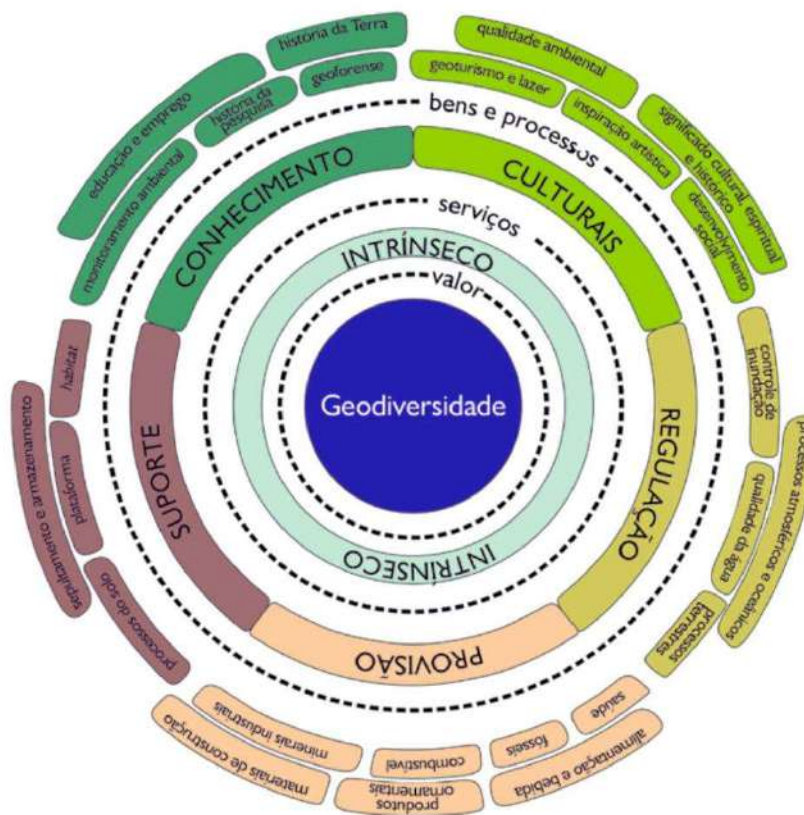 história da Terra
educação e emprego
geoforense
história da
pesquisa
monitoramento ambiental
qualidade ambiental
geoturismo e lazer
inspiração artística
significado cultural, espiritual
e histórico
desenvolvimento
social
bens e processos
CONHECIMENTO
CULTURAIS
serviços
INTRÍNSECO
valor
Geodiversidade
INTRÍNSECO
SUPORTE
REGULAÇÃO
PROVISÃO
habitat
plataforma
sepultamento e armazenamento
processos do solo
controle de
inundação
processos atmosféricos e oceânicos
qualidade da água
processos
terrestres
saúde
fósseis
alimentação e bebida
combustível
produtos
ornamentais
minerais industriais
materiais de construção